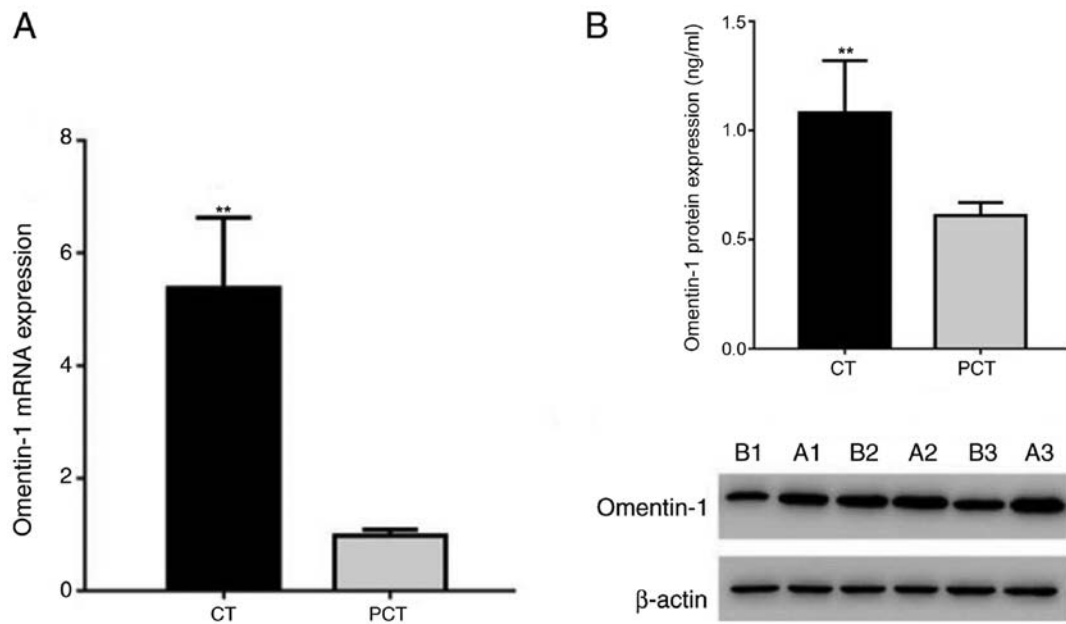 A
Omentin-1 mRNA expression
8
6
4
2
0
**
CT
PCT
B
Omentin-1 protein expression (ng/ml)
1.5
1.0
0.5
0.0
**
CT
PCT
B1 A1 B2 A2 B3 A3
Omentin-1
β-actin